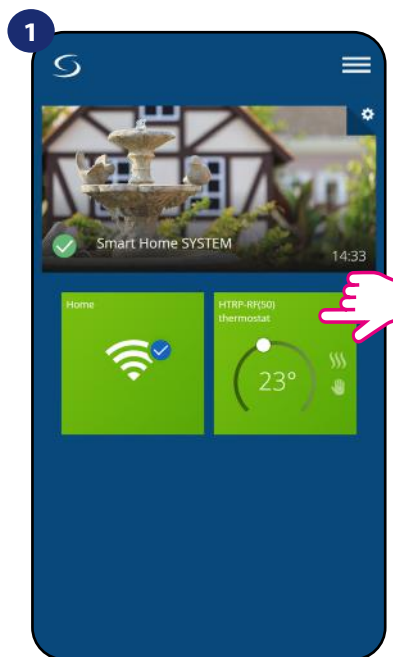 1
Smart Home SYSTEM
14:33
Home
HTRP-RF(50)
thermostat
23°